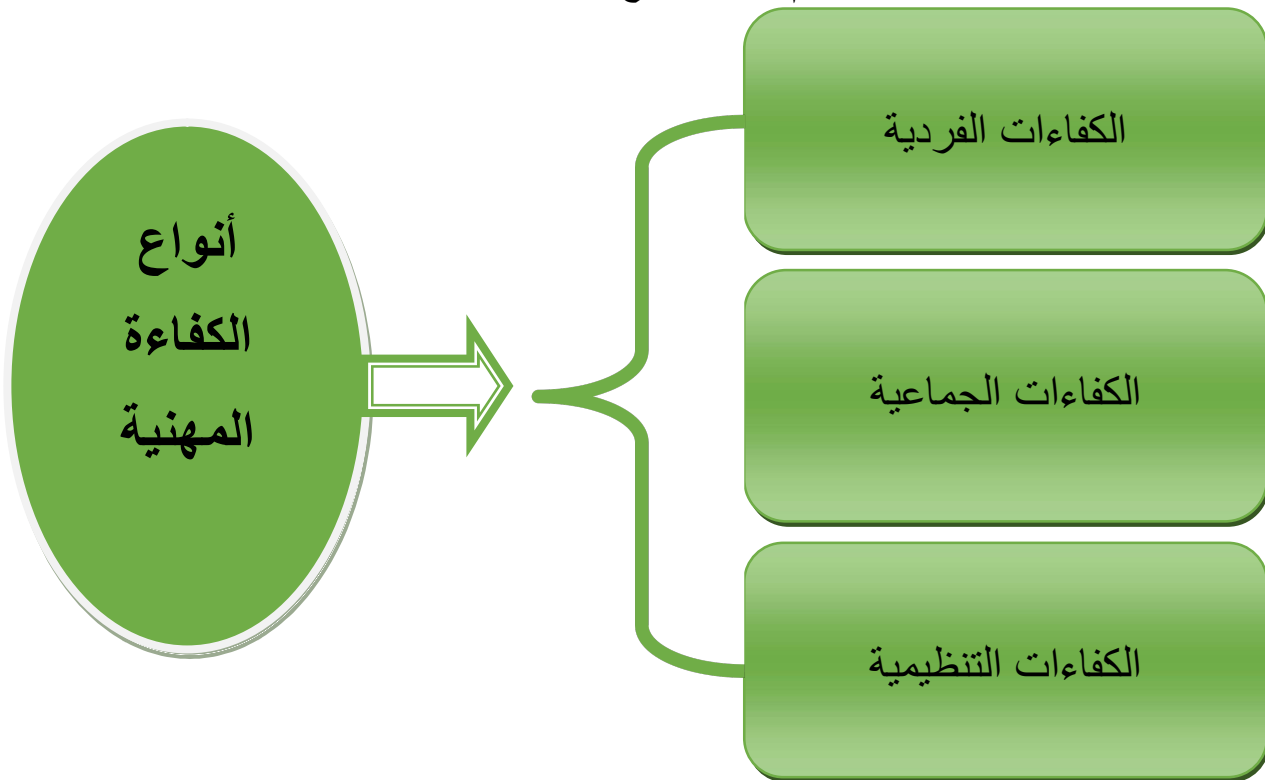 أنواع
الكفاءة
المهنية
الكفاءات الفردية
الكفاءات الجماعية
الكفاءات التنظيمية